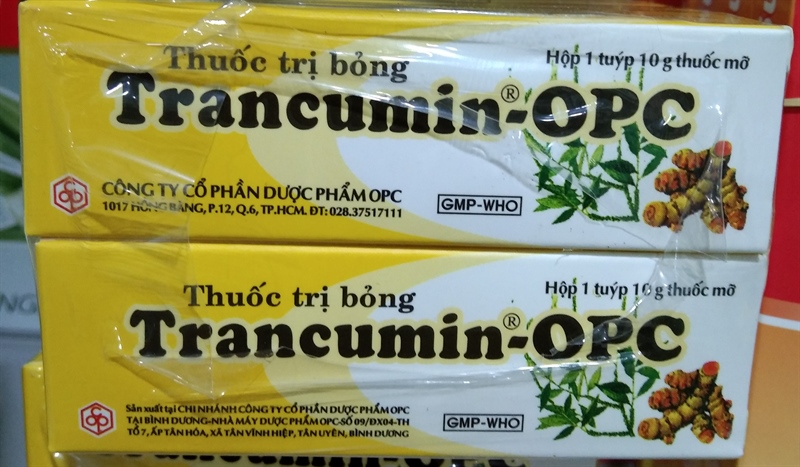 Thuốc trị bỏng
Hộp 1 tuýp 10 g thuốc mỡ
Trancumin®-OPC
CÔNG TY CỔ PHẦN DƯỢC PHẨM OPC
1017 HỒNG BÀNG, P.12, Q.6, TP.HCM. ĐT: 028.37517111
GMP-WHO
Thuốc trị bỏng
Hộp 1 tuýp 10 g thuốc mỡ
Trancumin®-OPC
Sản xuất tại CHI NHÁNH CÔNG TY CỔ PHẦN DƯỢC PHẨM OPC
TẠI BÌNH DƯƠNG-NHÀ MÁY DƯỢC PHẨM OPC-SỐ 09/ĐX04-TH
TỔ 7, ẤP TÂN HÓA, XÃ TÂN VĨNH HIỆP, TÂN UYÊN, BÌNH DƯƠNG
GMP-WHO
Trancumin-OPC